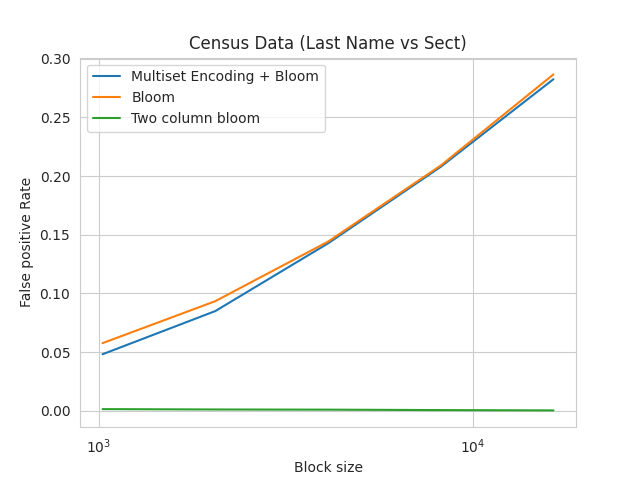 Census Data (Last Name vs Sect)
Multiset Encoding + Bloom
Bloom
Two column bloom
False positive Rate
0.30
0.25
0.20
0.15
0.10
0.05
0.00
10³
10⁴
Block size